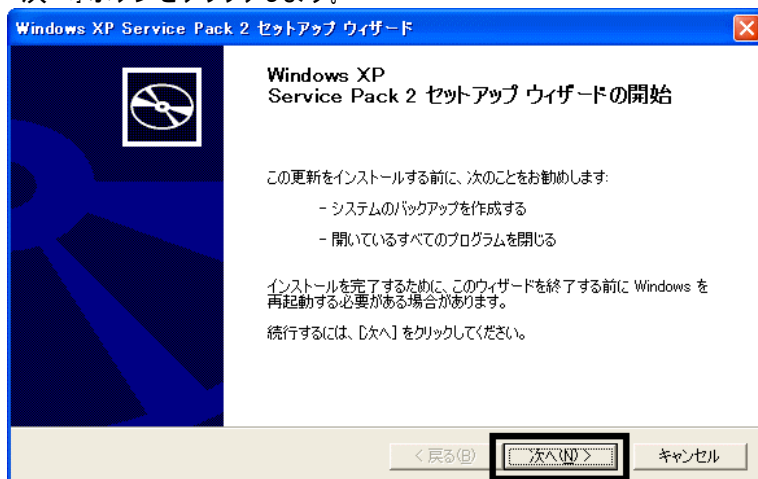 Windows XP Service Pack 2 セットアップ ウィザード
Windows XP
Service Pack 2 セットアップ ウィザードの開始
この更新をインストールする前に、次のことをお勧めします:
- システムのバックアップを作成する
- 開いているすべてのプログラムを閉じる
インストールを完了するために、このウィザードを終了する前に Windows を
再起動する必要がある場合があります。
続行するには、[次へ] をクリックしてください。
< 戻る(B)
次へ(N) >
キャンセル